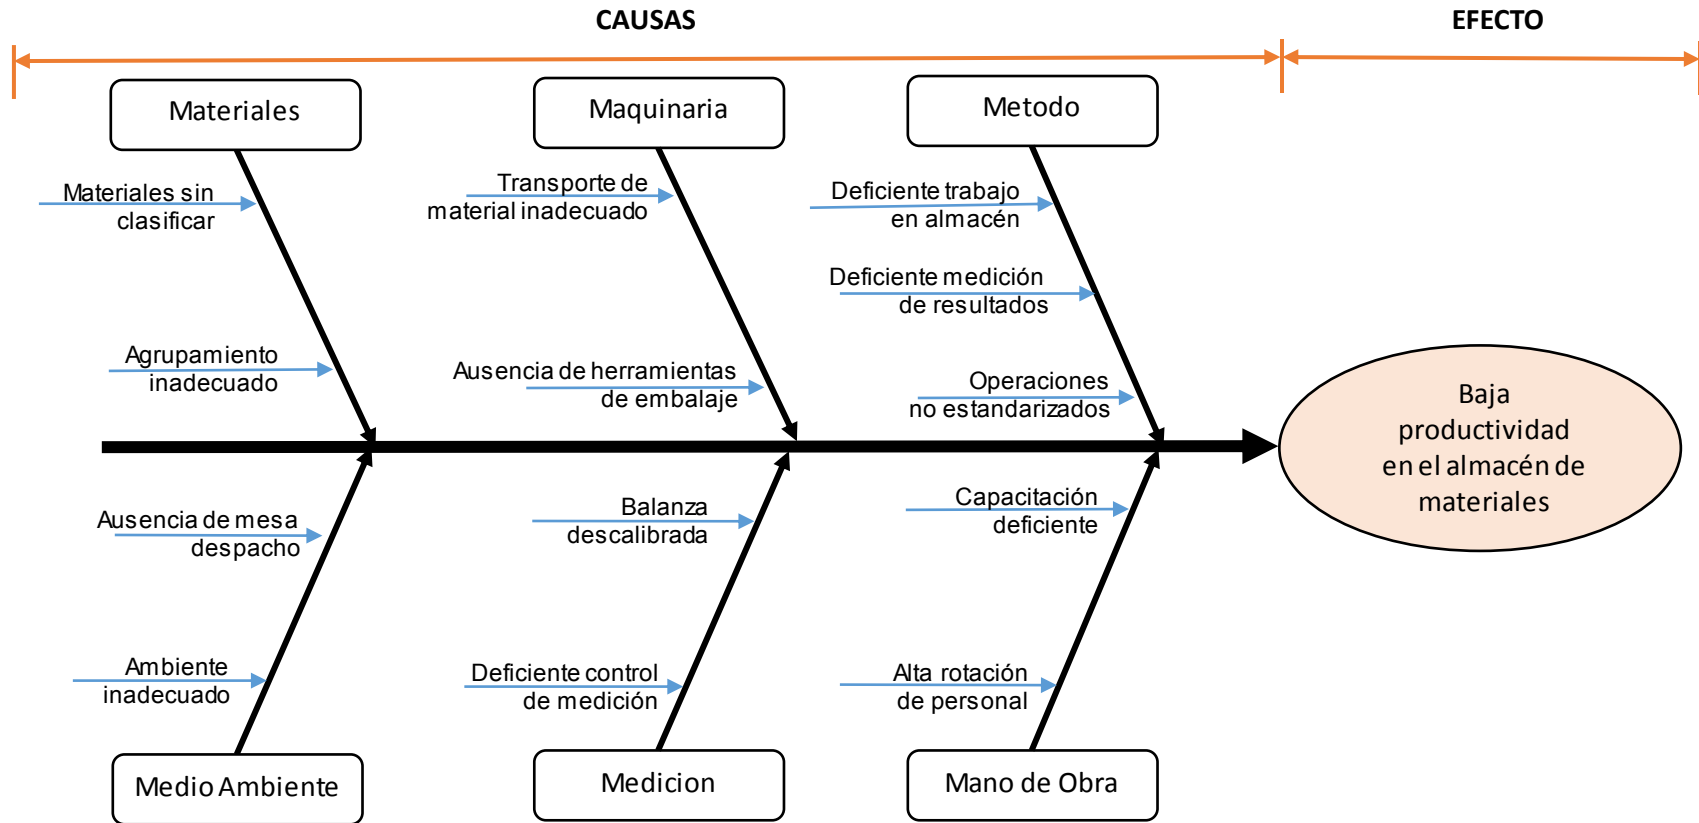 CAUSAS
EFECTO
Materiales
Maquinaria
Metodo
Materiales sin
clasificar
Transporte de
material inadecuado
Deficiente trabajo
en almacén
Deficiente medición
de resultados
Agrupamiento
inadecuado
Ausencia de herramientas
de embalaje
Operaciones
no estandarizados
Baja
productividad
en el almacén de
materiales
Ausencia de mesa
despacho
Balanza
descalibrada
Capacitación
deficiente
Ambiente
inadecuado
Deficiente control
de medición
Alta rotación
de personal
Medio Ambiente
Medicion
Mano de Obra